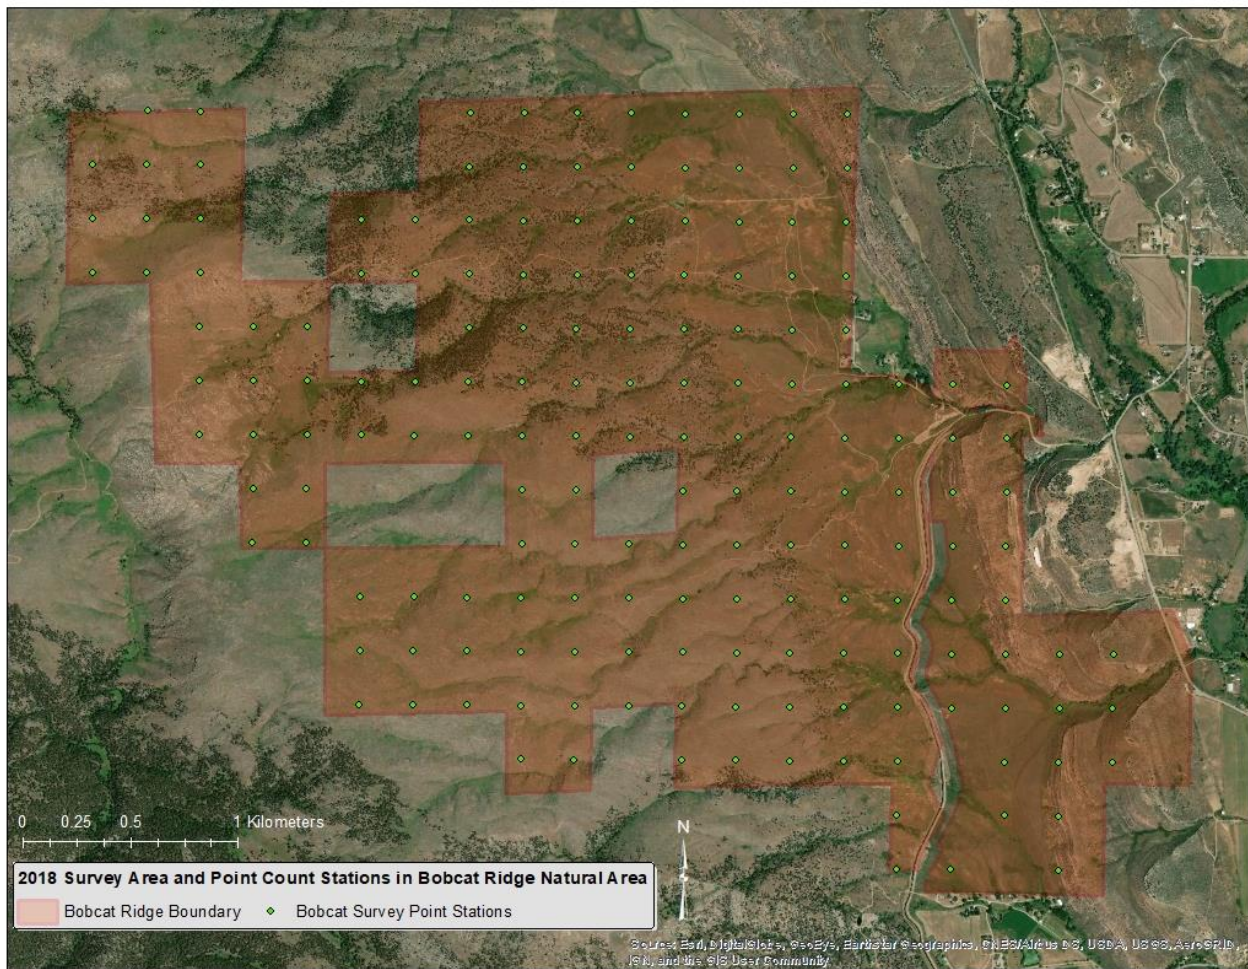 0 0.25 0.5 1 Kilometers
N
2018 Survey Area and Point Count Stations in Bobcat Ridge Natural Area
Bobcat Ridge Boundary Bobcat Survey Point Stations
Source: Esri, DigitalGlobe, GeoEye, Earthstar Geographics, CNES/Airbus DS, USDA, USGS, AeroGRID,
IGN, and the GIS User Community